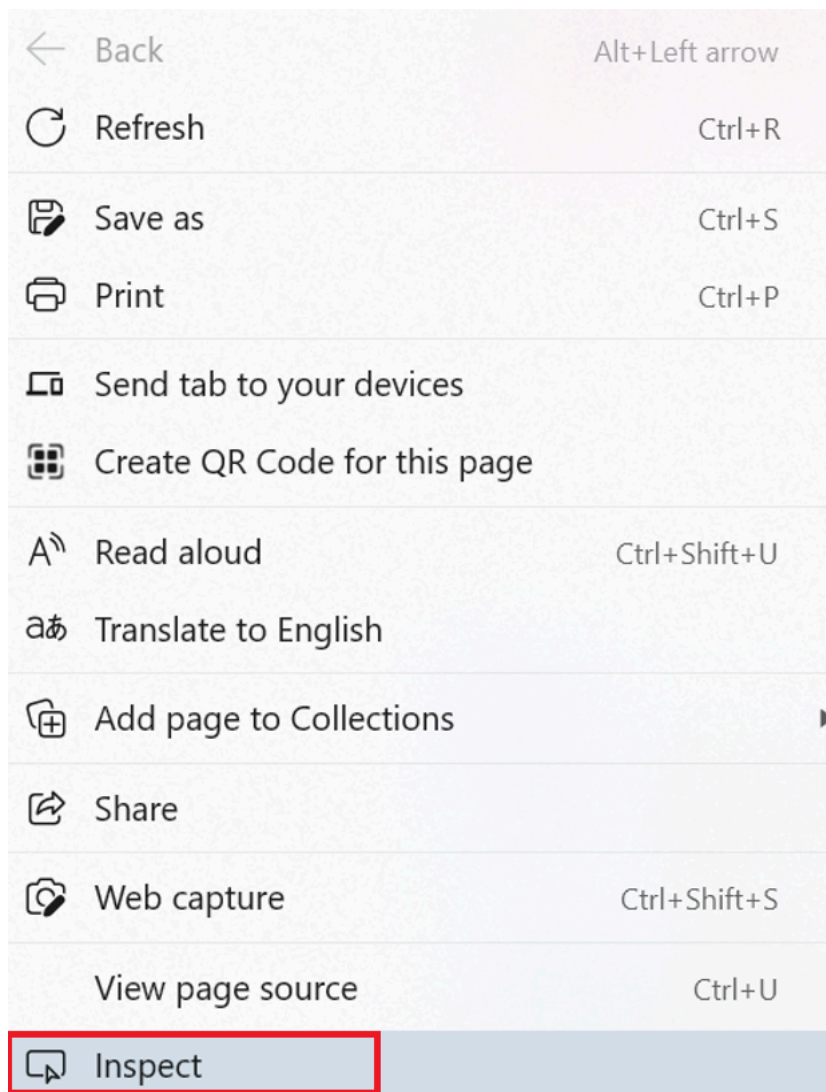 Back Alt+Left arrow
Refresh Ctrl+R
Save as Ctrl+S
Print Ctrl+P
Send tab to your devices
Create QR Code for this page
Read aloud Ctrl+Shift+U
Translate to English
Add page to Collections
Share
Web capture Ctrl+Shift+S
View page source Ctrl+U
Inspect